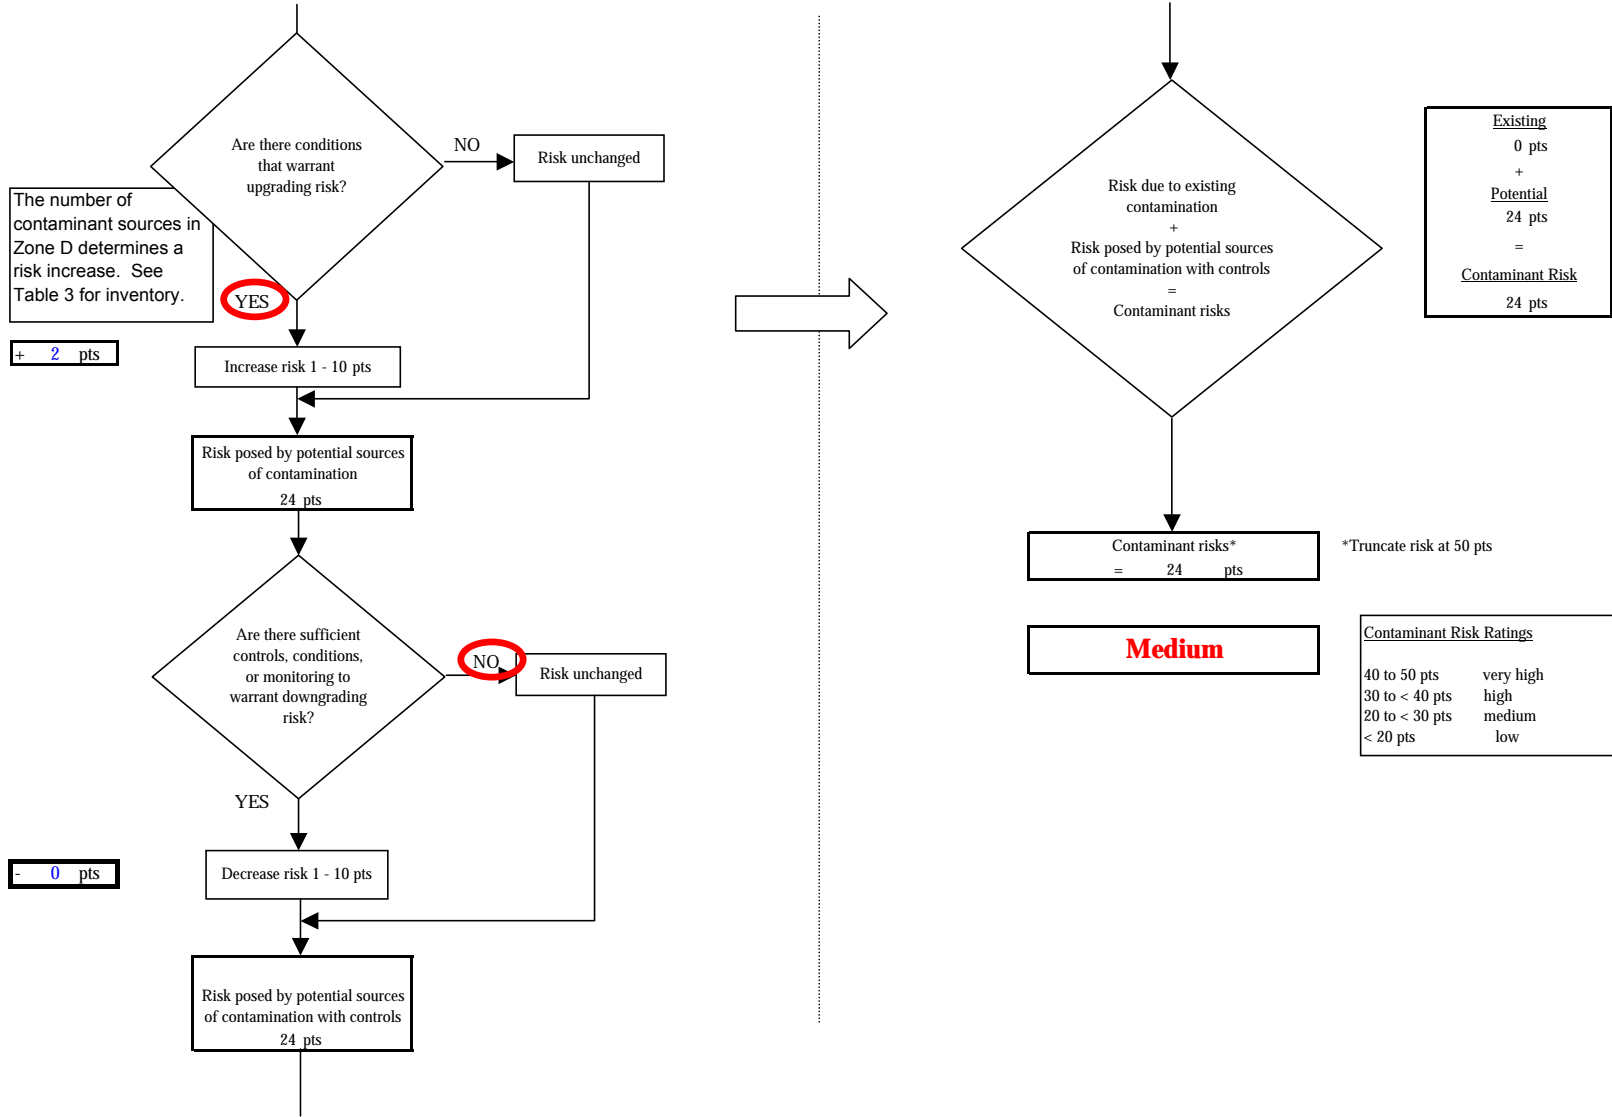 Are there conditions
that warrant
upgrading risk?
NO
Risk unchanged
The number of
contaminant sources in
Zone D determines a
risk increase.  See
Table 3 for inventory.
YES
+ 2 pts
Increase risk 1 - 10 pts
Risk posed by potential sources
of contamination
24 pts
Are there sufficient
controls, conditions,
or monitoring to
warrant downgrading
risk?
NO
Risk unchanged
YES
- 0 pts
Decrease risk 1 - 10 pts
Risk posed by potential sources
of contamination with controls
24 pts
Risk due to existing
contamination
+
Risk posed by potential sources
of contamination with controls
=
Contaminant risks
Existing
0 pts
+
Potential
24 pts
=
Contaminant Risk
24 pts
Contaminant risks*
= 24 pts
*Truncate risk at 50 pts
Medium
Contaminant Risk Ratings
40 to 50 pts very high
30 to < 40 pts high
20 to < 30 pts medium
< 20 pts low